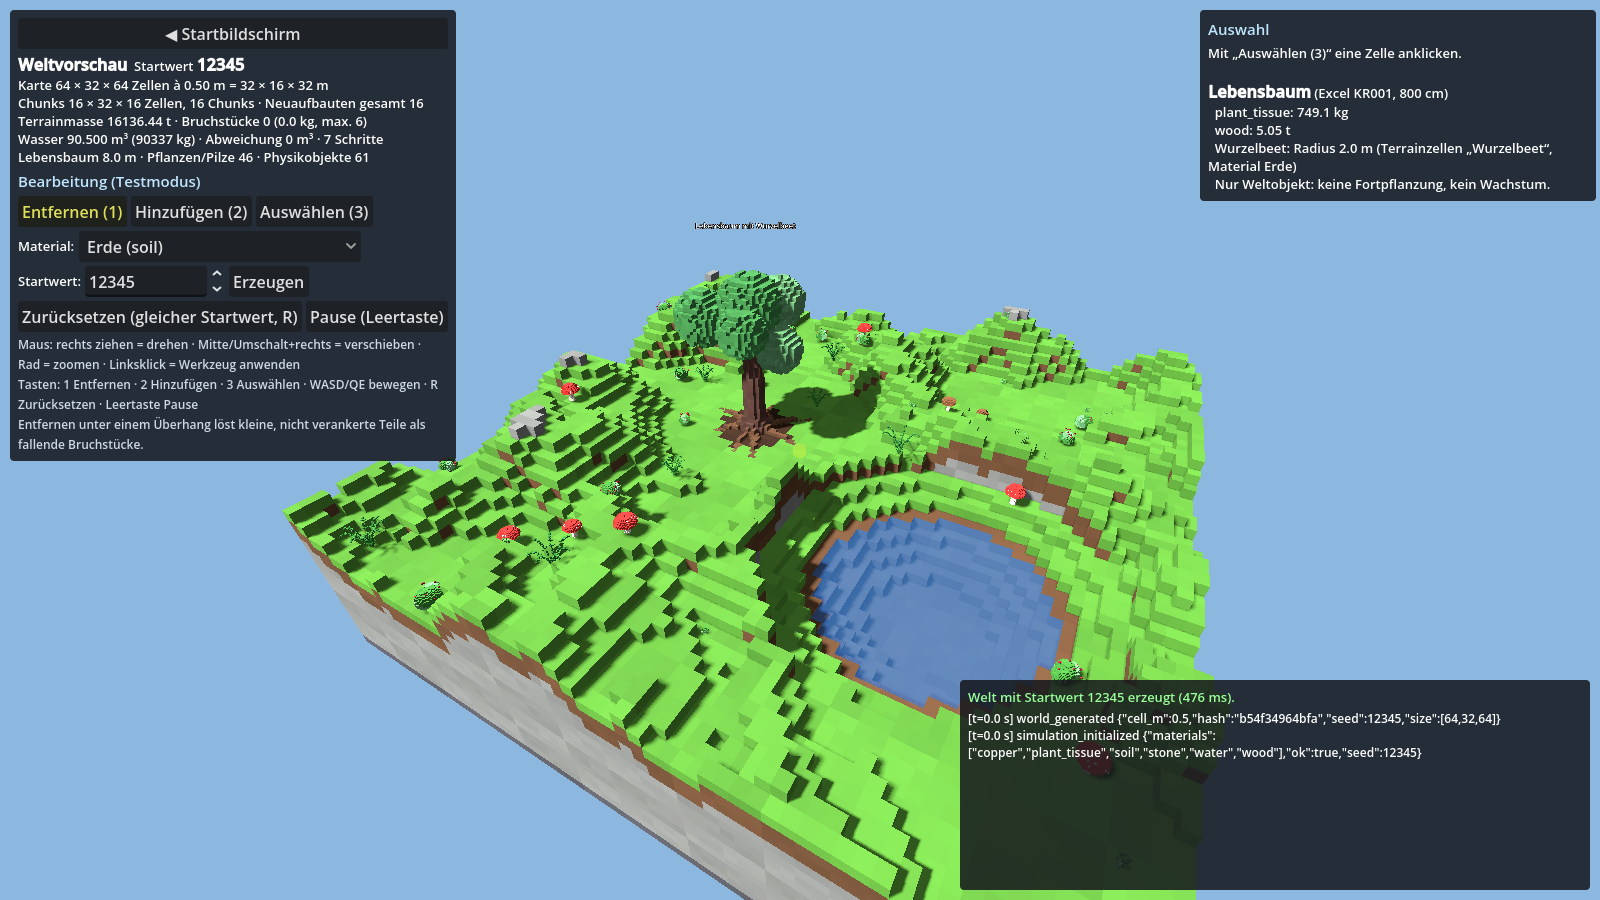 ◀ Startbildschirm
Weltvorschau Startwert 12345
Karte 64 × 32 × 64 Zellen à 0.50 m = 32 × 16 × 32 m
Chunks 16 × 32 × 16 Zellen, 16 Chunks · Neuaufbauten gesamt 16
Terrainmasse 16136.44 t · Bruchstücke 0 (0.0 kg, max. 6)
Wasser 90.500 m³ (90337 kg) · Abweichung 0 m³ · 7 Schritte
Lebensbaum 8.0 m · Pflanzen/Pilze 46 · Physikobjekte 61
Bearbeitung (Testmodus)
Entfernen (1) Hinzufügen (2) Auswählen (3)
Material: Erde (soil)
Startwert: 12345 Erzeugen
Zurücksetzen (gleicher Startwert, R) Pause (Leertaste)
Maus: rechts ziehen = drehen · Mitte/Umschalt+rechts = verschieben ·
Rad = zoomen · Linksklick = Werkzeug anwenden
Tasten: 1 Entfernen · 2 Hinzufügen · 3 Auswählen · WASD/QE bewegen · R
Zurücksetzen · Leertaste Pause
Entfernen unter einem Überhang löst kleine, nicht verankerte Teile als
fallende Bruchstücke.
Auswahl
Mit „Auswählen (3)“ eine Zelle anklicken.
Lebensbaum (Excel KR001, 800 cm)
plant_tissue: 749.1 kg
wood: 5.05 t
Wurzelbeet: Radius 2.0 m (Terrainzellen „Wurzelbeet“,
Material Erde)
Nur Weltobjekt: keine Fortpflanzung, kein Wachstum.
Lebensbaum mit Wurzelbeet
Welt mit Startwert 12345 erzeugt (476 ms).
[t=0.0 s] world_generated {"cell_m":0.5,"hash":"b54f34964bfa","seed":12345,"size":[64,32,64]}
[t=0.0 s] simulation_initialized {"materials":
["copper","plant_tissue","soil","stone","water","wood"],"ok":true,"seed":12345}